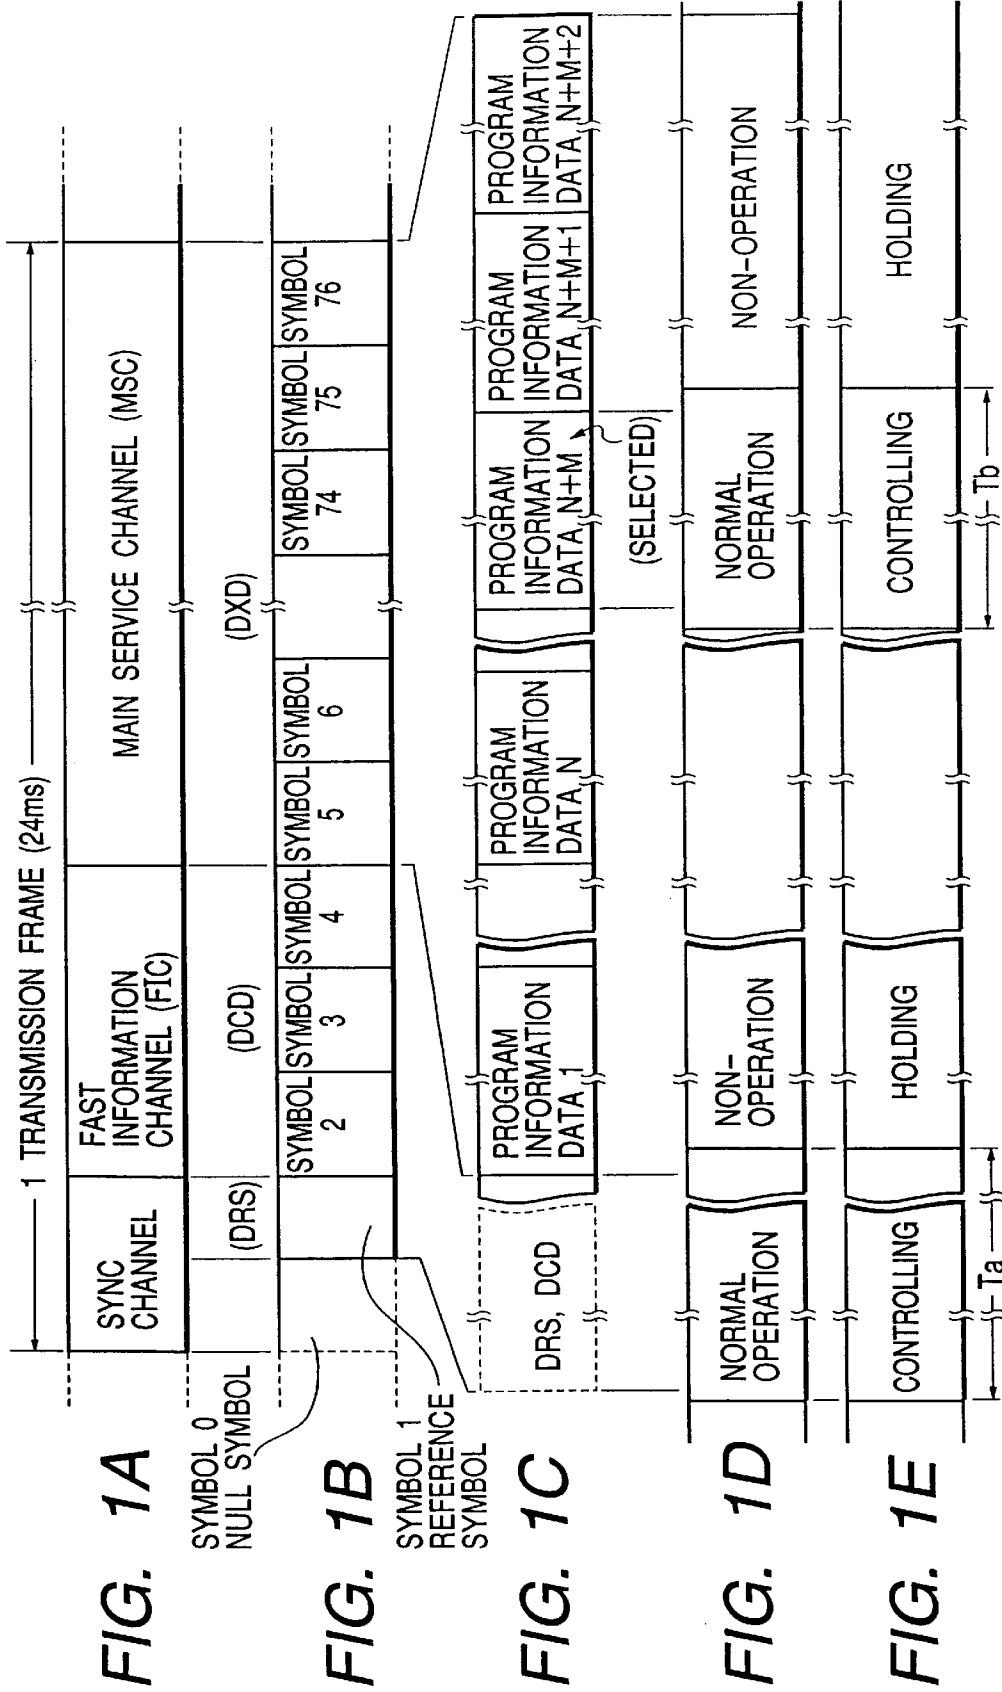 FIG. 1A
1 TRANSMISSION FRAME (24ms)
SYNC
CHANNEL
FAST
INFORMATION
CHANNEL (FIC)
MAIN SERVICE CHANNEL (MSC)
(DRS)
(DCD)
(DXD)
SYMBOL 0
NULL SYMBOL
FIG. 1B
SYMBOL
2
SYMBOL
3
SYMBOL
4
SYMBOL
5
SYMBOL
6
SYMBOL
74
SYMBOL
75
SYMBOL
76
SYMBOL 1
REFERENCE
SYMBOL
FIG. 1C
DRS, DCD
PROGRAM
INFORMATION
DATA 1
PROGRAM
INFORMATION
DATA, N
PROGRAM
INFORMATION
DATA, N+M
PROGRAM
INFORMATION
DATA, N+M+1
PROGRAM
INFORMATION
DATA, N+M+2
(SELECTED)
FIG. 1D
NORMAL
OPERATION
NON-
OPERATION
NORMAL
OPERATION
NON-OPERATION
FIG. 1E
CONTROLLING
HOLDING
CONTROLLING
HOLDING
Ta
Tb